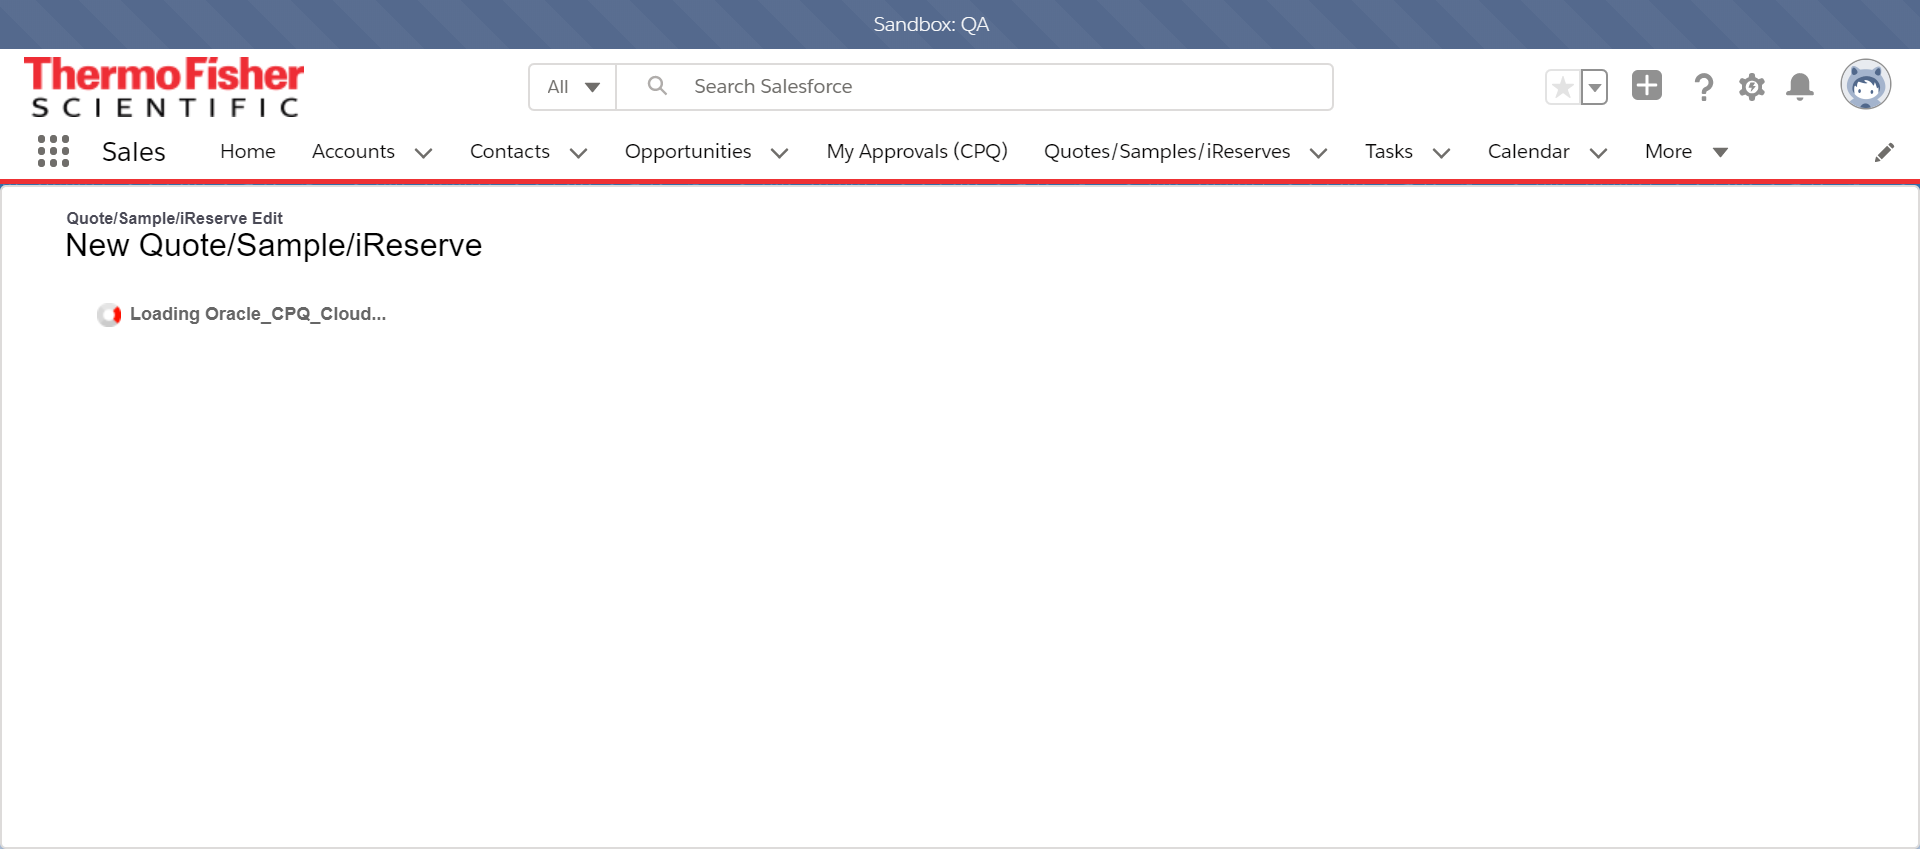 Sandbox: QA
ThermoFisher
SCIENTIFIC
All
Search Salesforce
Sales Home Accounts Contacts Opportunities My Approvals (CPQ) Quotes/Samples/iReserves Tasks Calendar More
Quote/Sample/iReserve Edit
New Quote/Sample/iReserve
Loading Oracle_CPQ_Cloud...